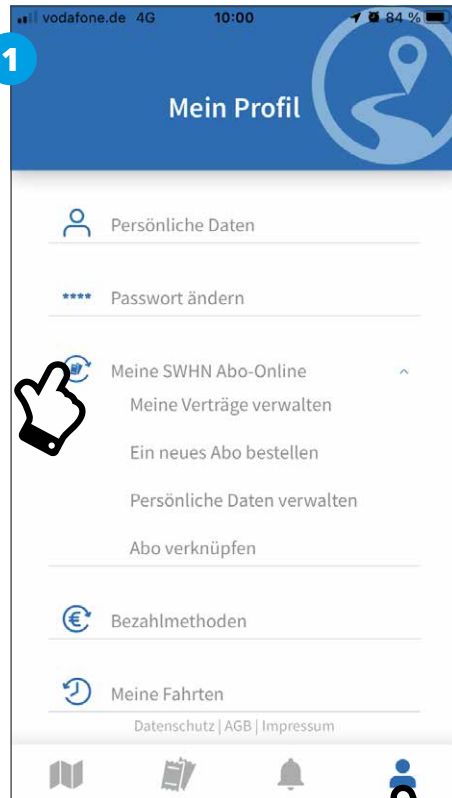 vodafone.de 4G 10:00 84 %
1
Mein Profil
Persönliche Daten
**** Passwort ändern
Meine SWHN Abo-Online
Meine Verträge verwalten
Ein neues Abo bestellen
Persönliche Daten verwalten
Abo verknüpfen
Bezahlmethoden
Meine Fahrten
Datenschutz | AGB | Impressum